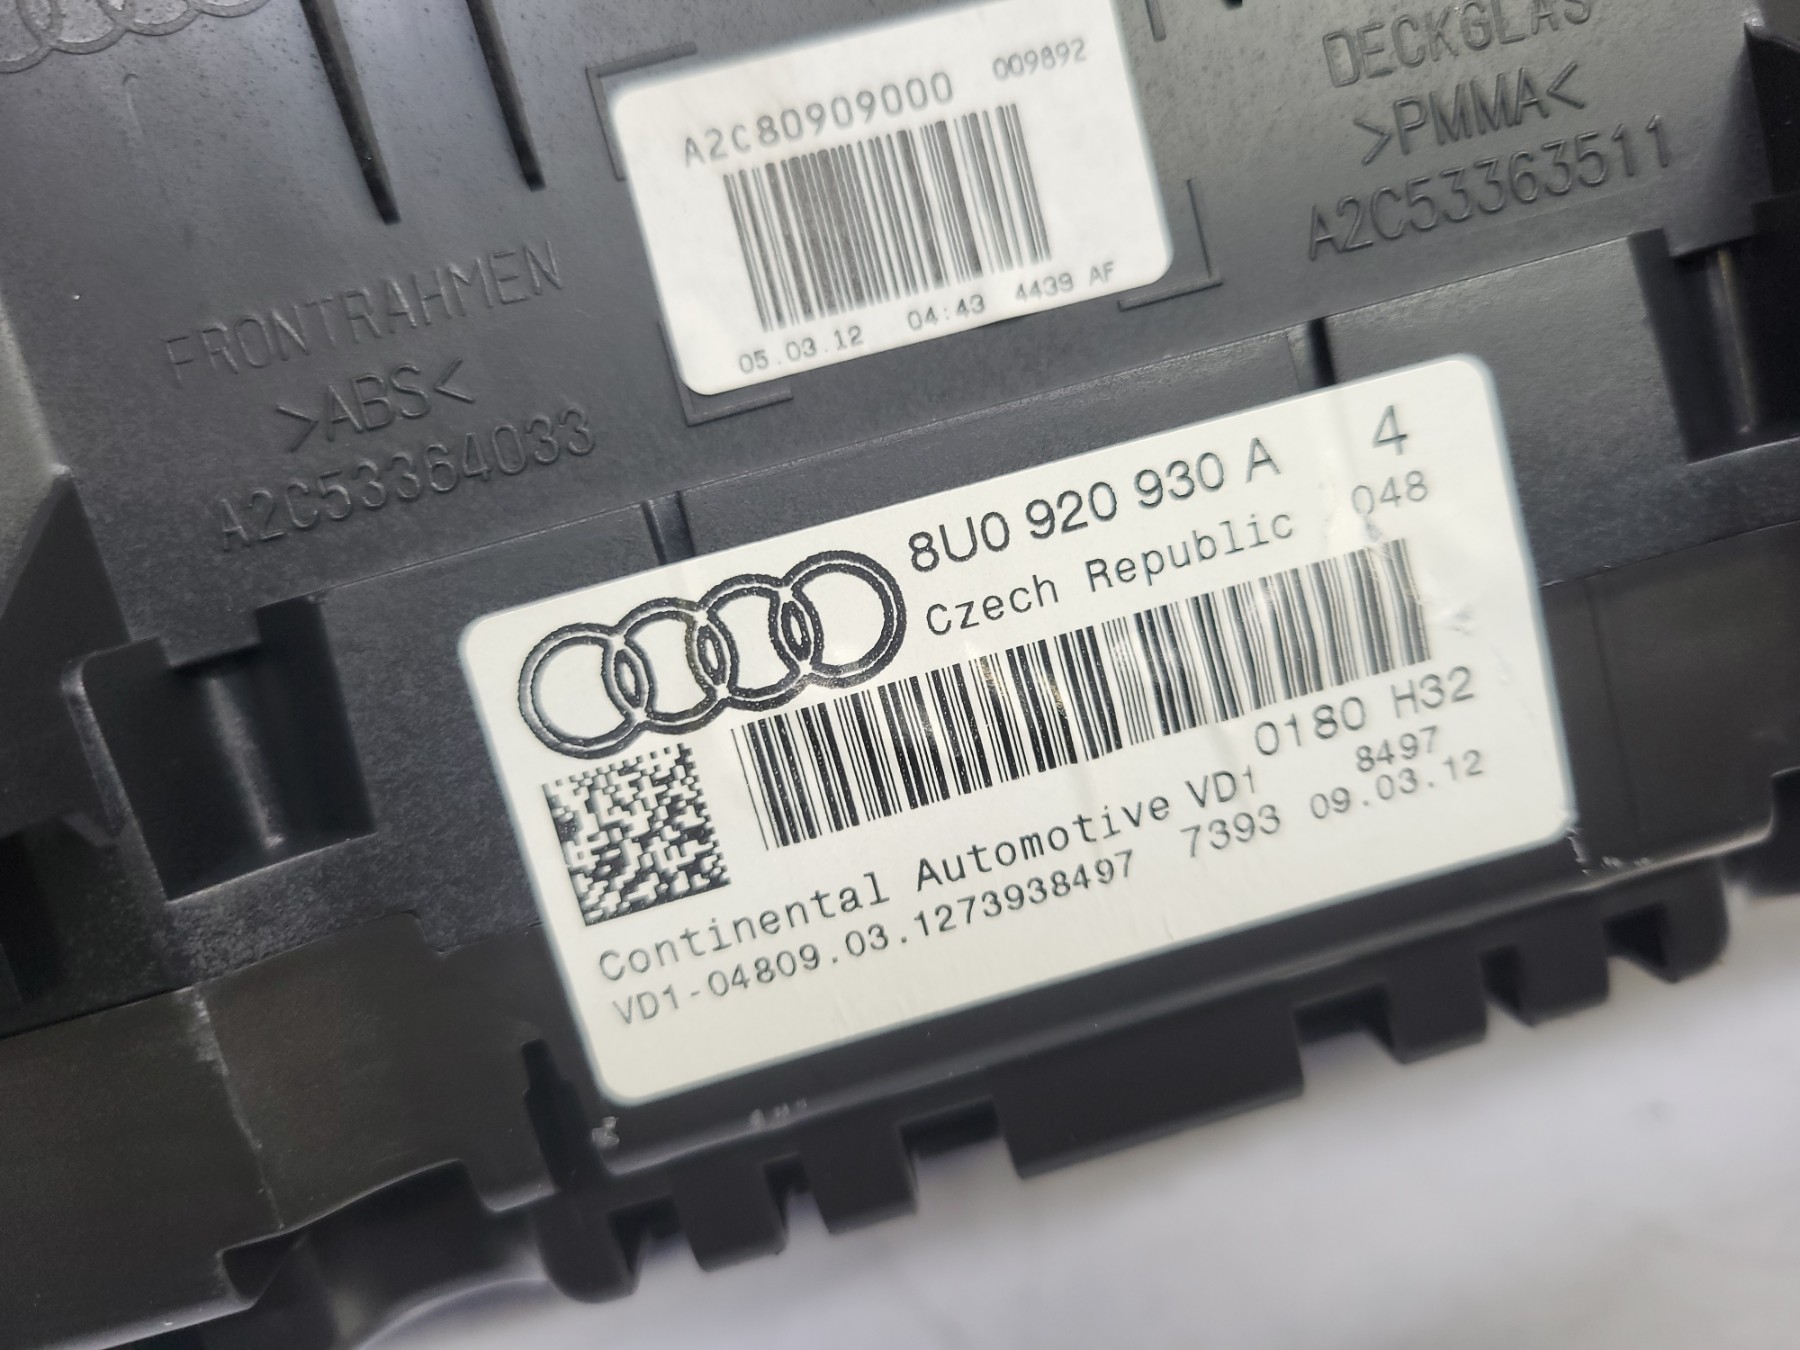 A2C80909000 009892
05.03.12 04:43 4439 AF
DECKGLAS
>PMMA<
A2C53363511
FRONTRAHMEN
>ABS<
A2C53364033
8U0 920 930 A 4
Czech Republic 048
0180 H32
Continental Automotive VD1 8497
VD1-04809.03.1273938497 7393 09.03.12